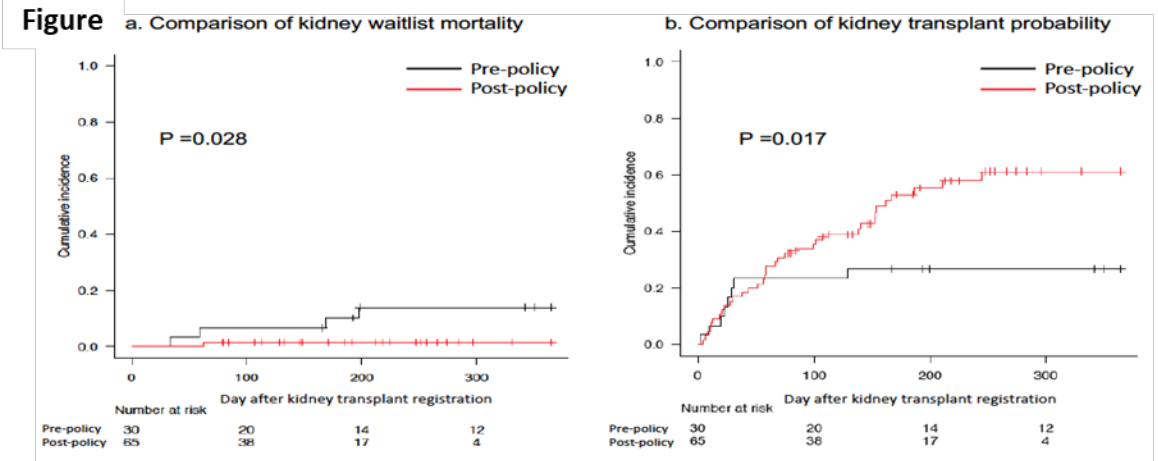 Figure
a. Comparison of kidney waitlist mortality
Pre-policy
Post-policy
P =0.028
Cumulative incidence
1.0
0.8
0.6
0.4
0.2
0.0
0 100 200 300
Day after kidney transplant registration
Number at risk
Pre-policy 30 20 14 12
Post-policy 65 38 17 4
b. Comparison of kidney transplant probability
Pre-policy
Post-policy
P =0.017
Cumulative incidence
1.0
0.8
0.6
0.4
0.2
0.0
0 100 200 300
Day after kidney transplant registration
Number at risk
Pre-policy 30 20 14 12
Post-policy 65 38 17 4